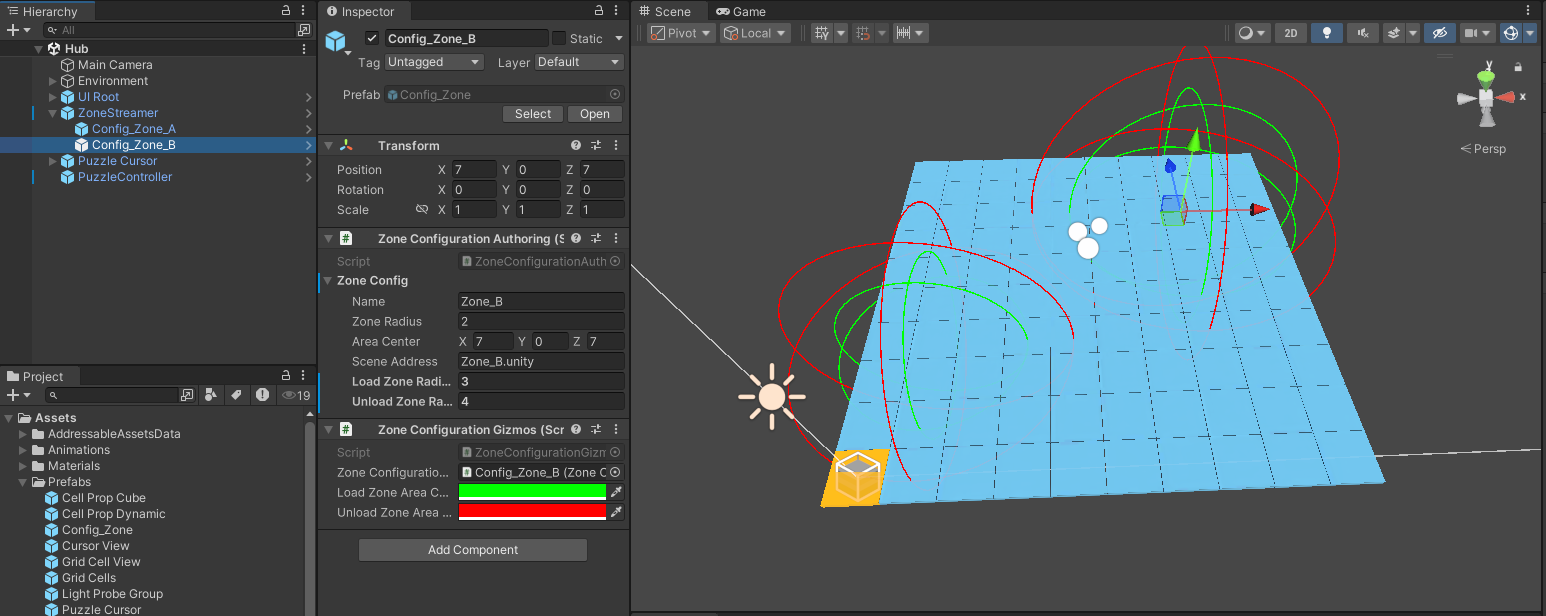 Hierarchy
All
Hub
Main Camera
Environment
UI Root
ZoneStreamer
Config_Zone_A
Config_Zone_B
Puzzle Cursor
PuzzleController
Project
19
Assets
AddressableAssetsData
Animations
Materials
Prefabs
Cell Prop Cube
Cell Prop Dynamic
Config_Zone
Cursor View
Grid Cell View
Grid Cells
Light Probe Group
Puzzle Cursor
Inspector
Config_Zone_B
Static
Tag Untagged Layer Default
Prefab Config_Zone
Select Open
Transform
Position X 7 Y 0 Z 7
Rotation X 0 Y 0 Z 0
Scale X 1 Y 1 Z 1
# Zone Configuration Authoring (S
Script # ZoneConfigurationAuth
Zone Config
Name Zone_B
Zone Radius 2
Area Center X 7 Y 0 Z 7
Scene Address Zone_B.unity
Load Zone Radi... 3
Unload Zone Ra... 4
# Zone Configuration Gizmos (Scr
Script # ZoneConfigurationGizm
Zone Configuratio... # Config_Zone_B (Zone C
Load Zone Area C...
Unload Zone Area ...
Add Component
Scene Game
Pivot Local 2D
y
x
Persp